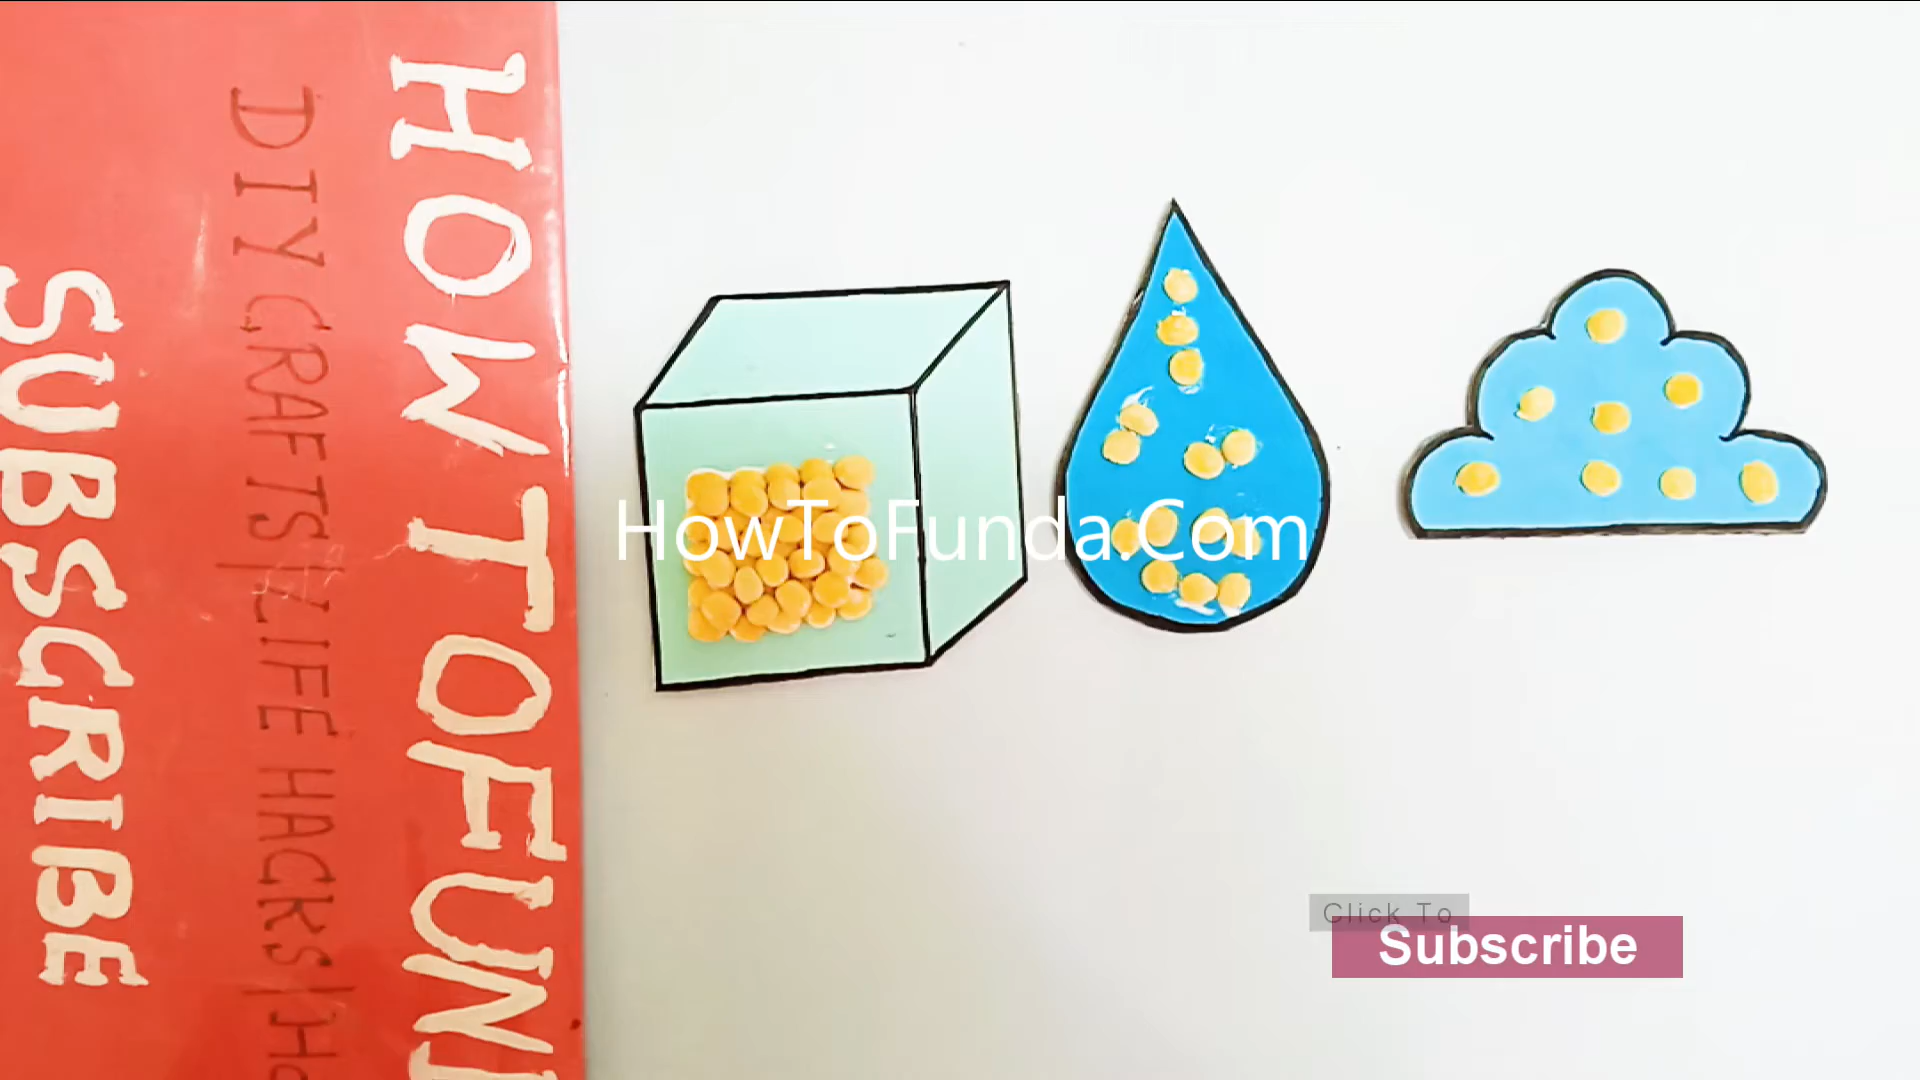 HOW TO FUN
DIY CRAFTS|LIFE HACKS|H
SUBSCRIBE
HowToFunda.Com
Click To
Subscribe